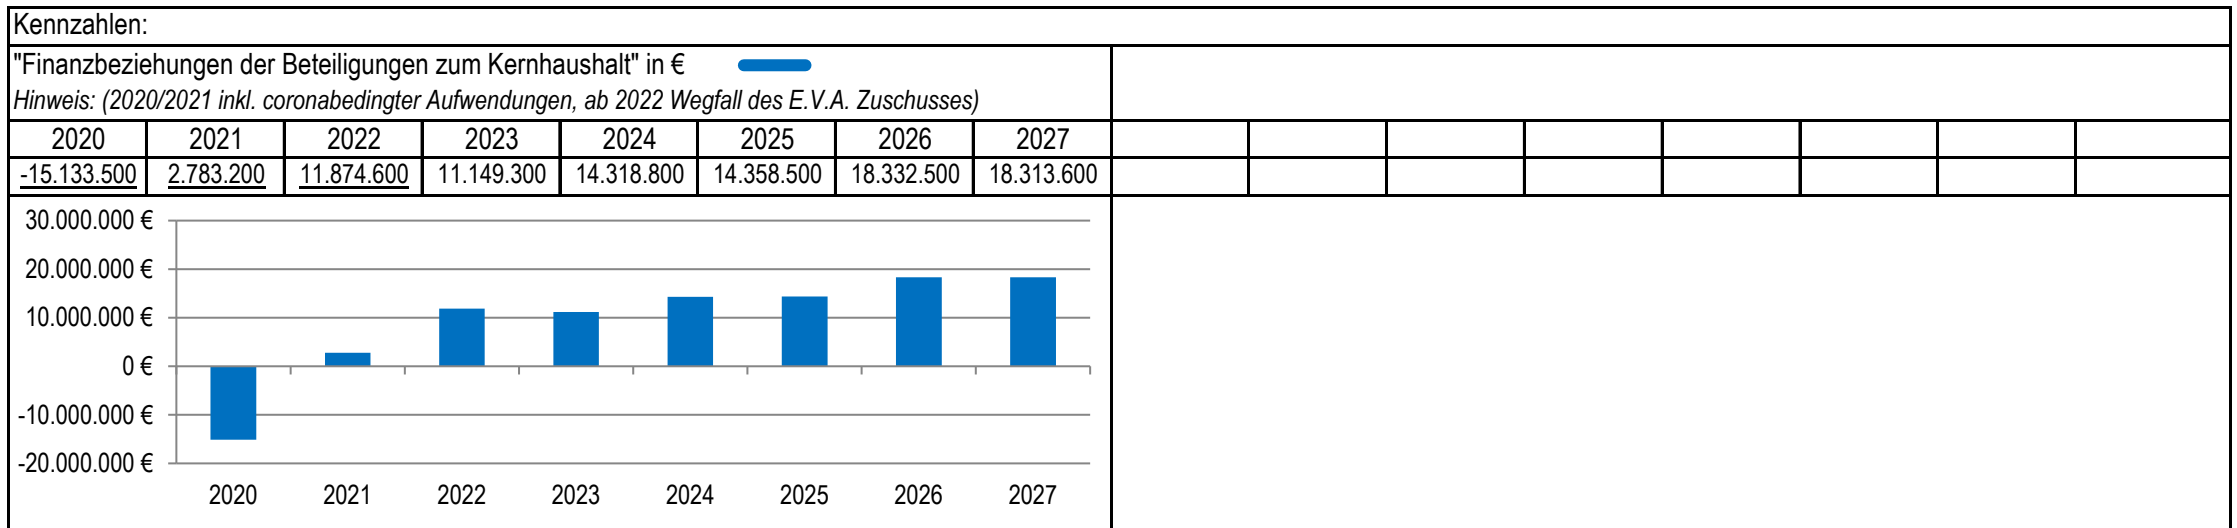 Kennzahlen:
"Finanzbeziehungen der Beteiligungen zum Kernhaushalt" in €
Hinweis: (2020/2021 inkl. coronabedingter Aufwendungen, ab 2022 Wegfall des E.V.A. Zuschusses)
2020 2021 2022 2023 2024 2025 2026 2027
-15.133.500 2.783.200 11.874.600 11.149.300 14.318.800 14.358.500 18.332.500 18.313.600
30.000.000 €
20.000.000 €
10.000.000 €
0 €
-10.000.000 €
-20.000.000 €
2020 2021 2022 2023 2024 2025 2026 2027